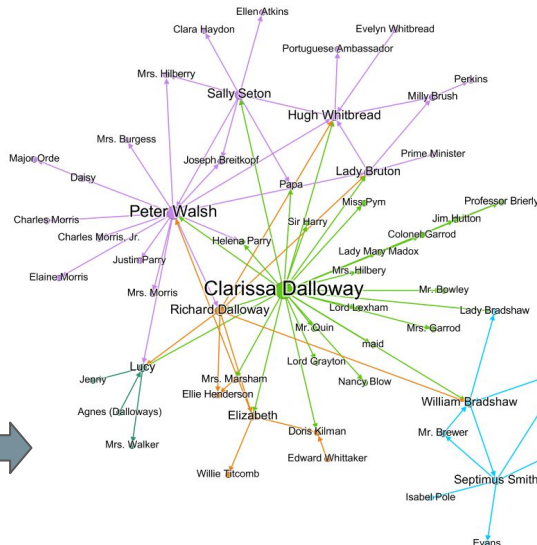 Ellen Atkins
Clara Haydon
Evelyn Whitbread
Portuguese Ambassador
Mrs. Hilberry
Perkins
Sally Seton
Milly Brush
Hugh Whitbread
Mrs. Burgess
Prime Minister
Major Orde
Joseph Breitkopf
Lady Bruton
Daisy
Papa
Peter Walsh
Miss Pym
Professor Brierly
Charles Morris
Sir Harry
Jim Hutton
Charles Morris, Jr.
Helena Parry
Colonel Garrod
Justin Parry
Lady Mary Madox
Elaine Morris
Mrs. Hilbery
Mrs. Morris
Clarissa Dalloway
Mr. Bowley
Richard Dalloway
Lord Lexham
Lady Bradshaw
Mr. Quin
Mrs. Garrod
maid
Lucy
Lord Grayton
Jenny
Mrs. Marsham
Nancy Blow
Ellie Henderson
William Bradshaw
Agnes (Dalloways)
Elizabeth
Doris Kilman
Mr. Brewer
Mrs. Walker
Edward Whittaker
Willie Titcomb
Septimus Smith
Isabel Pole
Evans